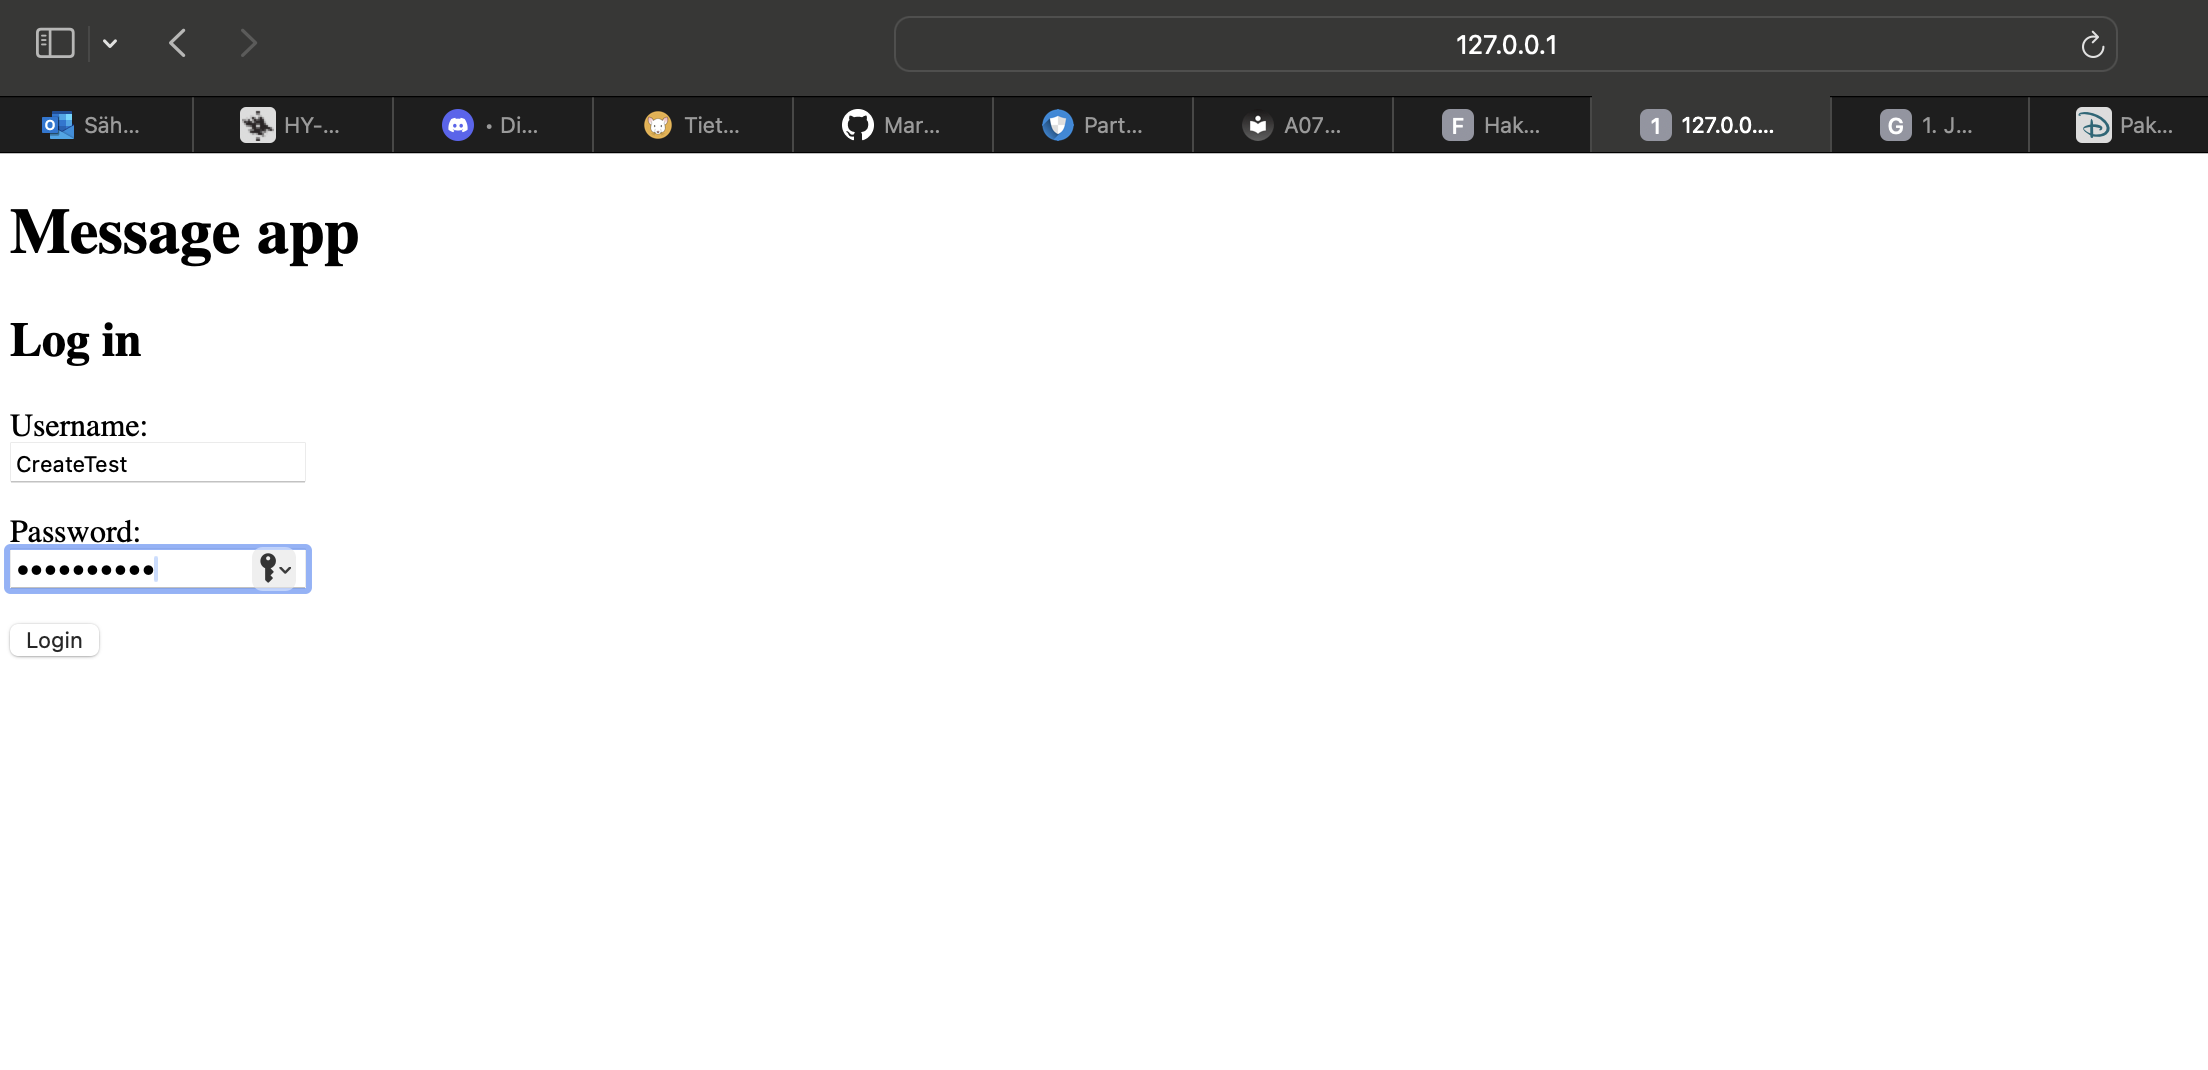 127.0.0.1
Säh... HY-... • Di... Tiet... Mar... Part... A07... F Hak... 1 127.0.0.... G 1. J... Pak...
Message app
Log in
Username:
CreateTest
Password:
••••••••••
Login